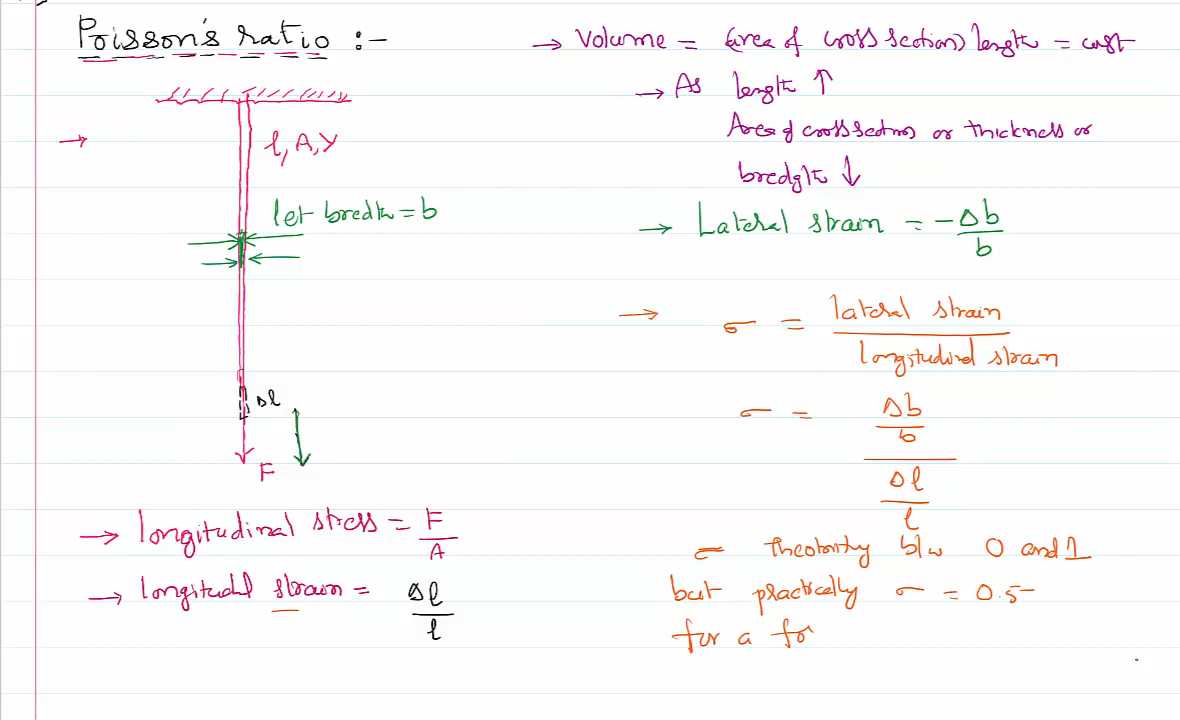 Poisson's ratio :-
l, A, Y
let bredth = b
Δl
F
→ longitudinal stress = F/A
→ longitudnl strain = Δl/l
→ Volume = (area of cross section) length = const
→ As length ↑
Area of cross section or thickness or
bredgth ↓
→ Lateral strain = -Δb/b
→ σ = lateral strain / longitudinal strain
σ = Δb/b / Δl/l
σ b/w 0 and 1
but practically σ = 0.5
for a for